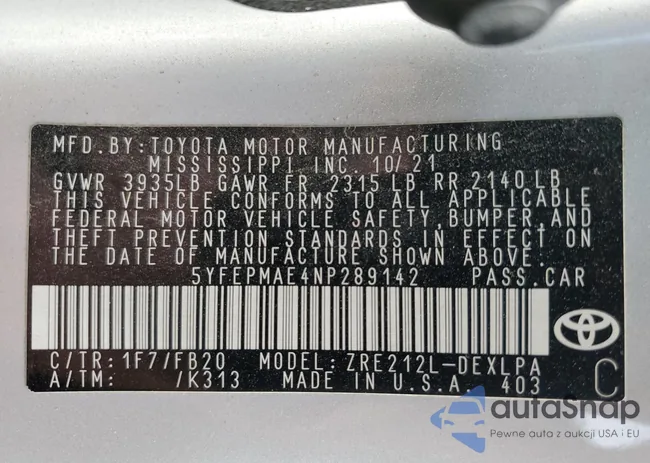 MFD.BY:TOYOTA MOTOR MANUFACTURING
MISSISSIPPI INC. 10/21
GVWR 3935LB GAWR FR 2315 LB RR 2140 LB
THIS VEHICLE CONFORMS TO ALL APPLICABLE
FEDERAL MOTOR VEHICLE SAFETY, BUMPER, AND
THEFT PREVENTION STANDARDS IN EFFECT ON
THE DATE OF MANUFACTURE SHOWN ABOVE.
5YFEPMAE4NP289142 PASS.CAR
C/TR: 1F7/FB20 MODEL: ZRE212L-DEXLPA
A/TM: /K313 MADE IN U.S.A. 403
C
autaSnap
Pewne auta z aukcji USA i EU